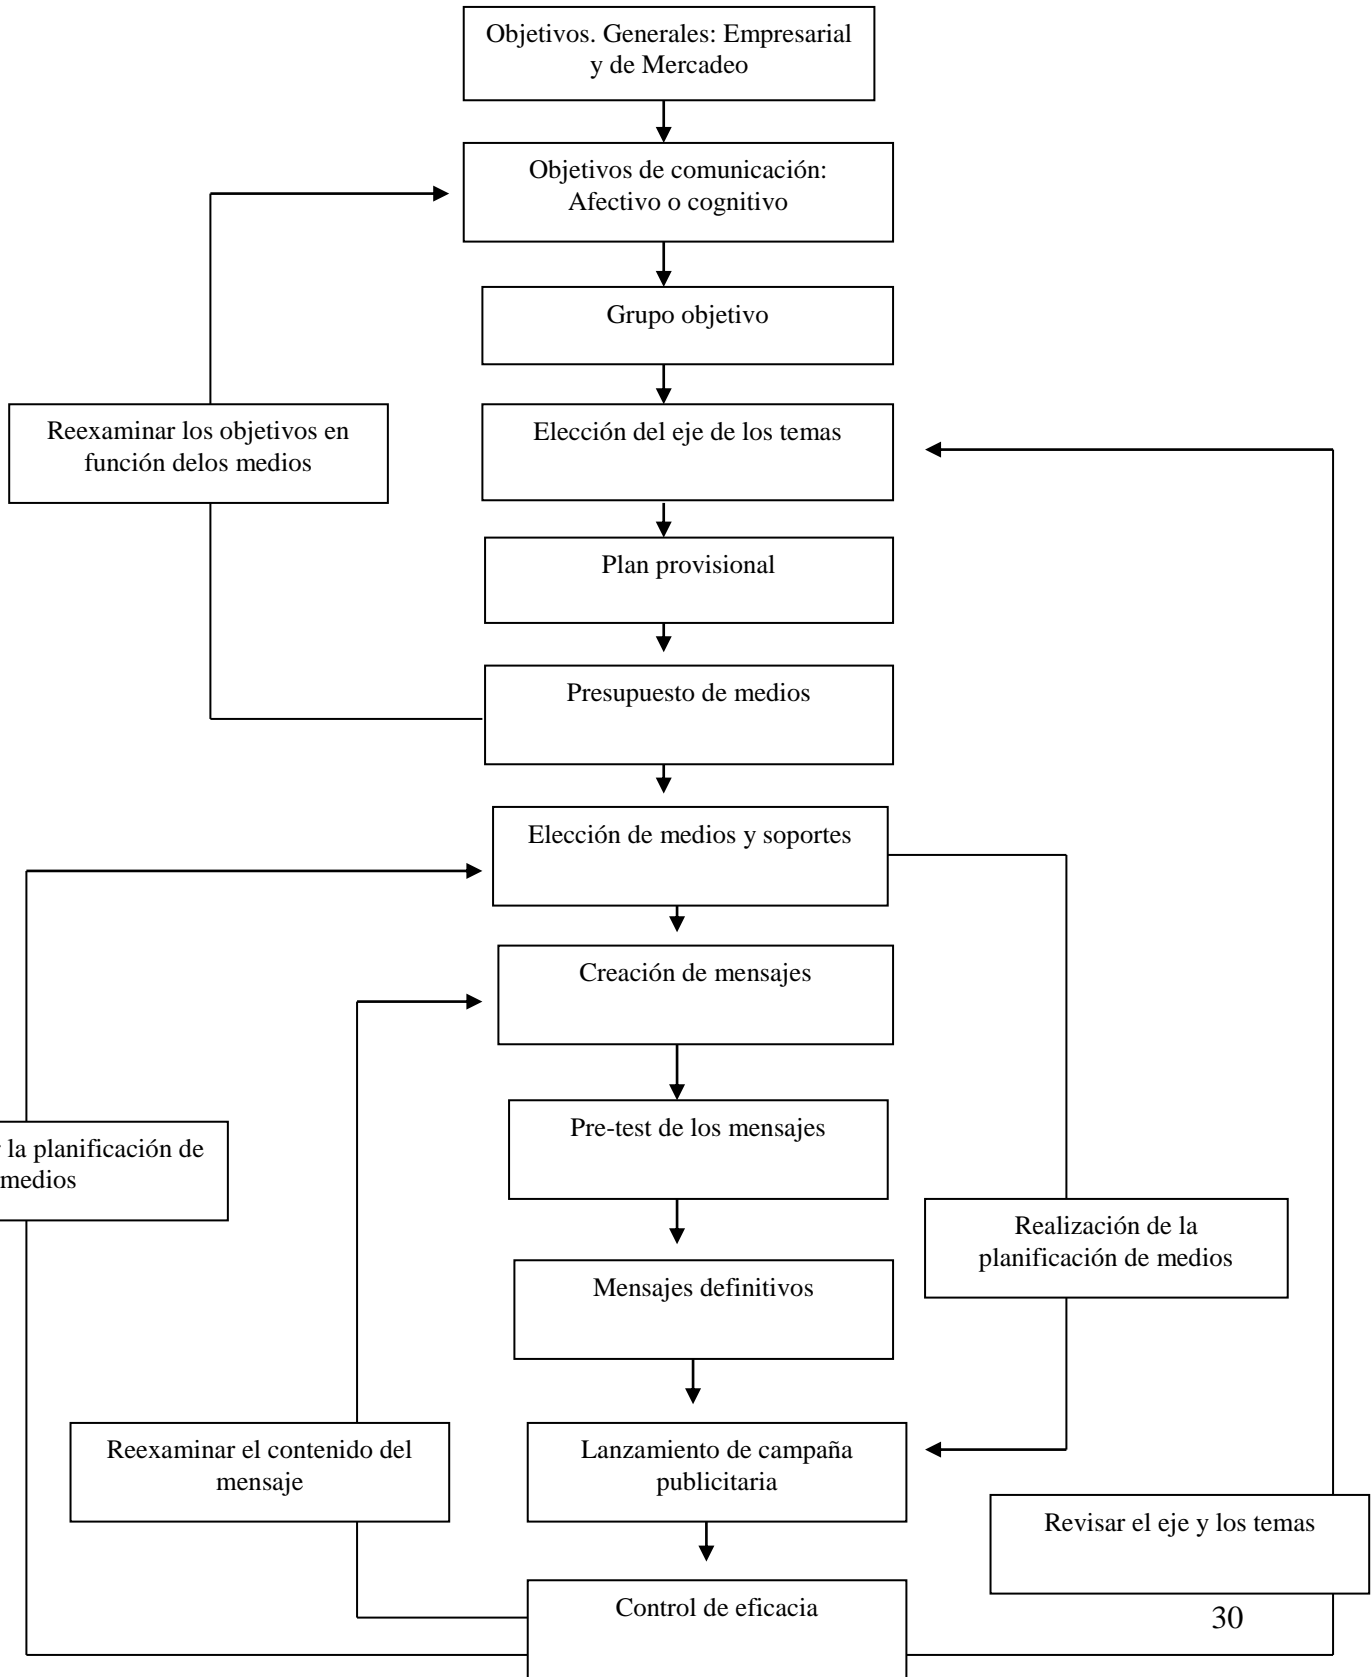 Objetivos. Generales: Empresarial
y de Mercadeo
Objetivos de comunicación:
Afectivo o cognitivo
Grupo objetivo
Reexaminar los objetivos en
función delos medios
Elección del eje de los temas
Plan provisional
Presupuesto de medios
Elección de medios y soportes
Creación de mensajes
Pre-test de los mensajes
la planificación de
medios
Realización de la
planificación de medios
Mensajes definitivos
Reexaminar el contenido del
mensaje
Lanzamiento de campaña
publicitaria
Revisar el eje y los temas
Control de eficacia
30